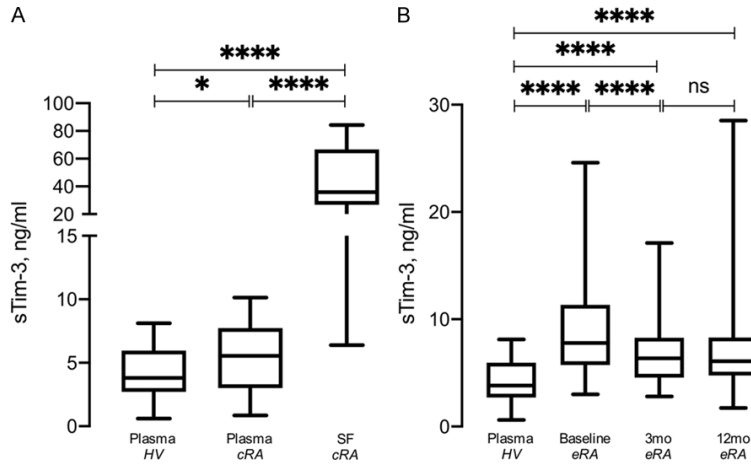 A
B
****
****
****
*
****
****
****
ns
sTim-3, ng/ml
100
80
60
40
20
15
10
5
0
Plasma
HV
Plasma
cRA
SF
cRA
sTim-3, ng/ml
30
20
10
0
Plasma
HV
Baseline
eRA
3mo
eRA
12mo
eRA